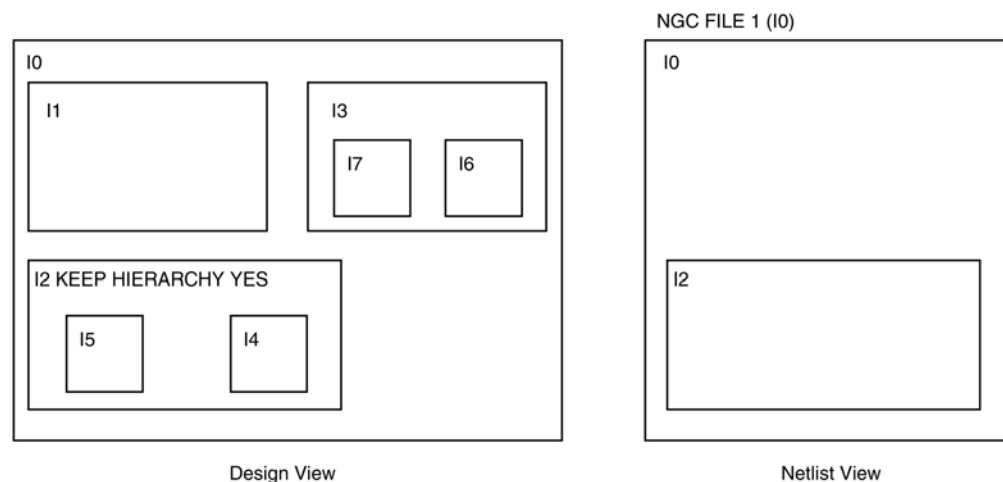 NGC FILE 1 (I0)
I0
I0
I1
I3
I7
I6
I2 KEEP HIERARCHY YES
I2
I5
I4
Design View
Netlist View